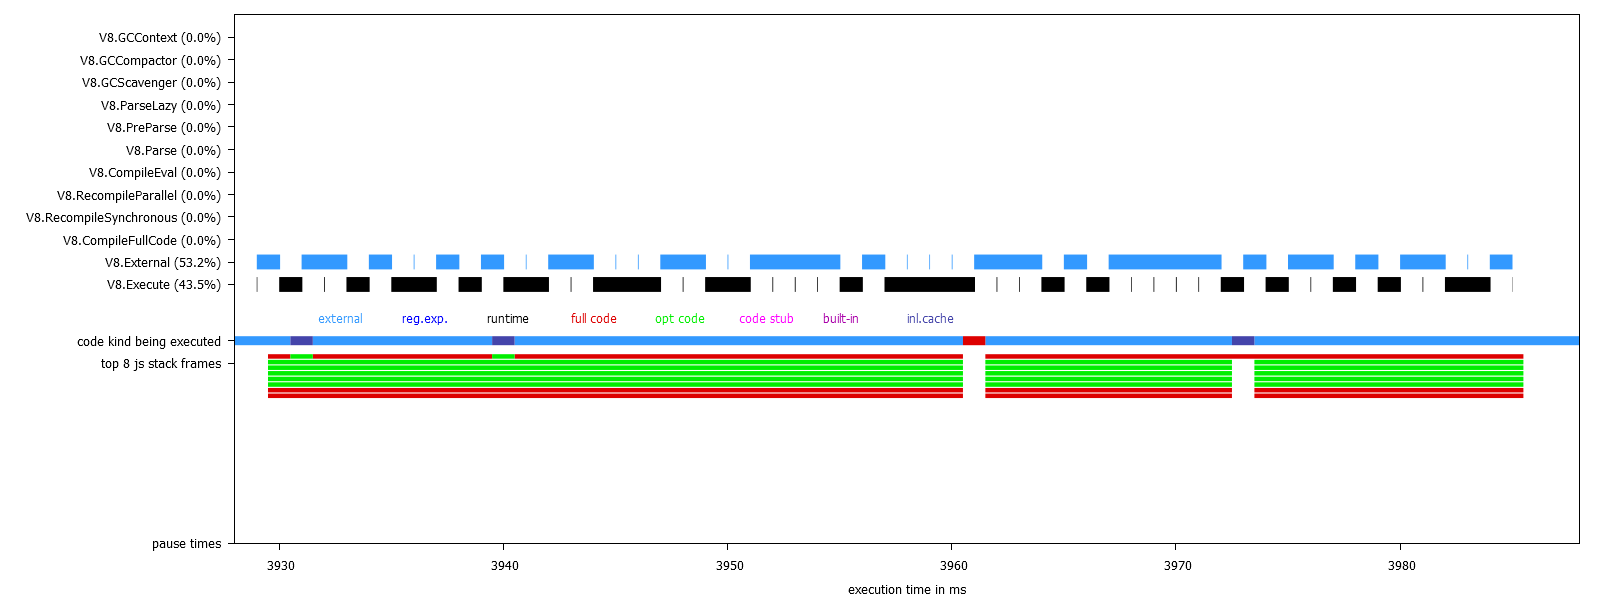 V8.GCContext (0.0%)
V8.GCCompactor (0.0%)
V8.GCScavenger (0.0%)
V8.ParseLazy (0.0%)
V8.PreParse (0.0%)
V8.Parse (0.0%)
V8.CompileEval (0.0%)
V8.RecompileParallel (0.0%)
V8.RecompileSynchronous (0.0%)
V8.CompileFullCode (0.0%)
V8.External (53.2%)
V8.Execute (43.5%)
external reg.exp. runtime full code opt code code stub built-in inl.cache
code kind being executed
top 8 js stack frames
pause times
3930 3940 3950 3960 3970 3980
execution time in ms